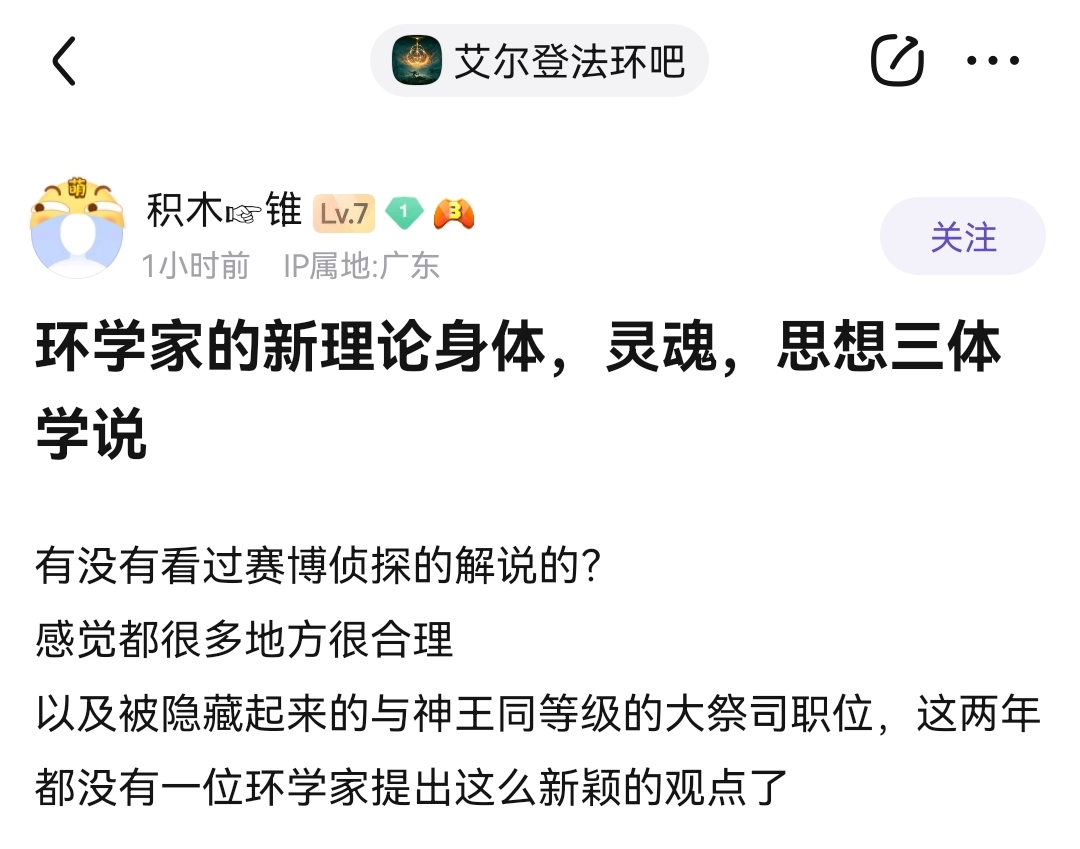 艾尔登法环吧
萌
积木☞锥 Lv.7 1 3
1小时前 IP属地:广东
关注
环学家的新理论身体，灵魂，思想三体
学说
有没有看过赛博侦探的解说的？
感觉都很多地方很合理
以及被隐藏起来的与神王同等级的大祭司职位，这两年
都没有一位环学家提出这么新颖的观点了